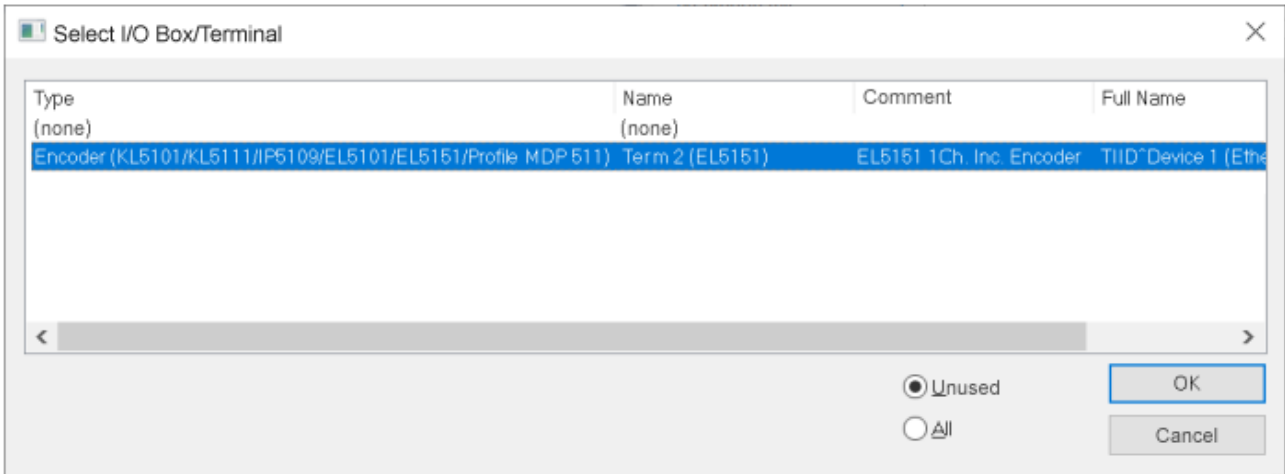 Select I/O Box/Terminal
Type Name Comment Full Name
(none) (none)
Encoder (KL5101/KL5111/IP5109/EL5101/EL5151/Profile MDP 511) Term 2 (EL5151) EL5151 1Ch. Inc. Encoder TIID^Device 1 (Ethe
Unused
OK
All
Cancel